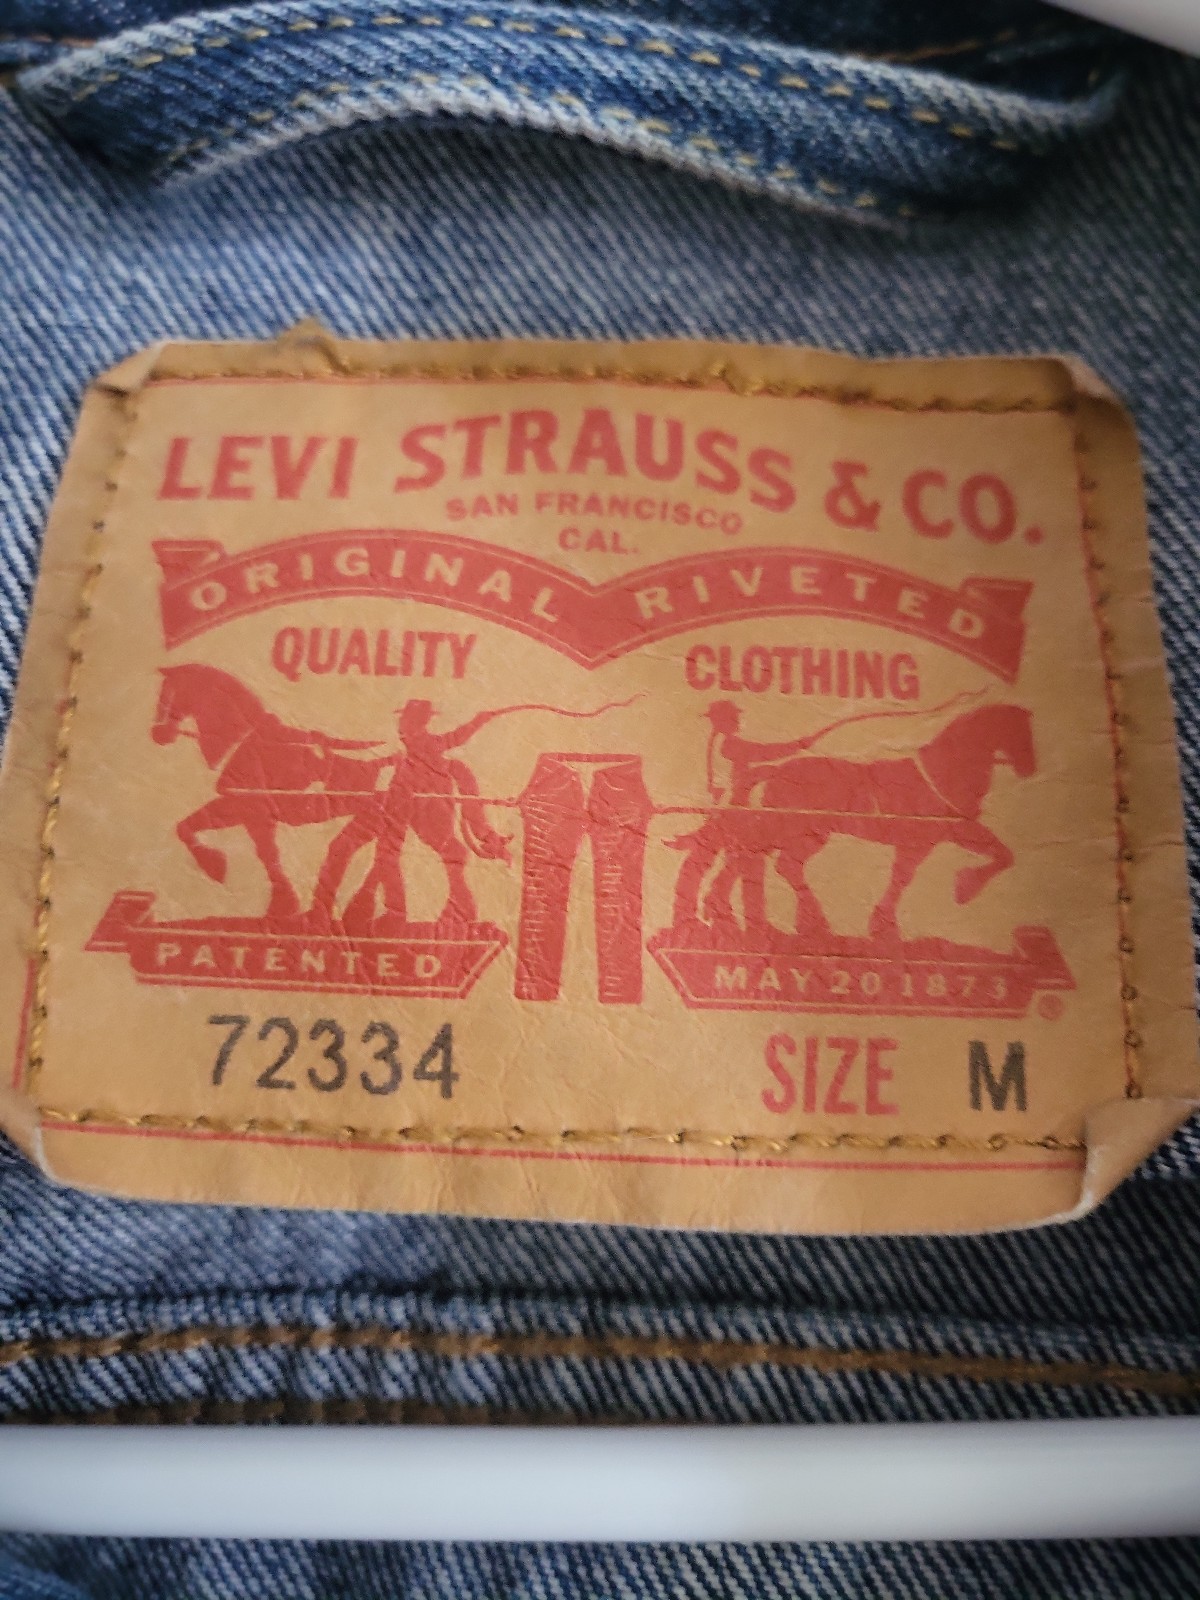 LEVI STRAUSS & CO.
SAN FRANCISCO
CAL.
ORIGINAL RIVETED
QUALITY CLOTHING
PATENTED MAY 20 1873 ®
72334 SIZE M